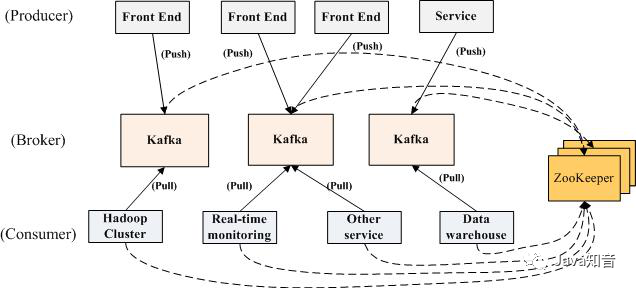 (Producer)
Front End
Front End
Front End
Service
(Push)
(Push)
(Push)
(Push)
(Broker)
Kafka
Kafka
Kafka
ZooKeeper
(Pull)
(Pull)
(Pull)
(Pull)
(Consumer)
Hadoop
Cluster
Real-time
monitoring
Other
service
Data
warehouse
Java知音